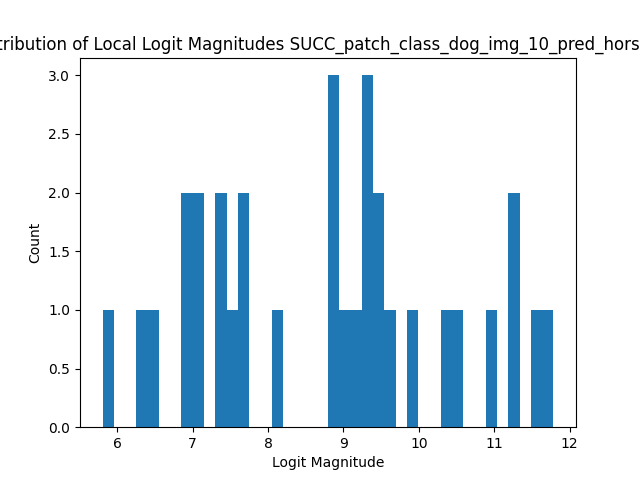 tribution of Local Logit Magnitudes SUCC_patch_class_dog_img_10_pred_hors
3.0
2.5
2.0
1.5
1.0
0.5
0.0
Count
6 7 8 9 10 11 12
Logit Magnitude